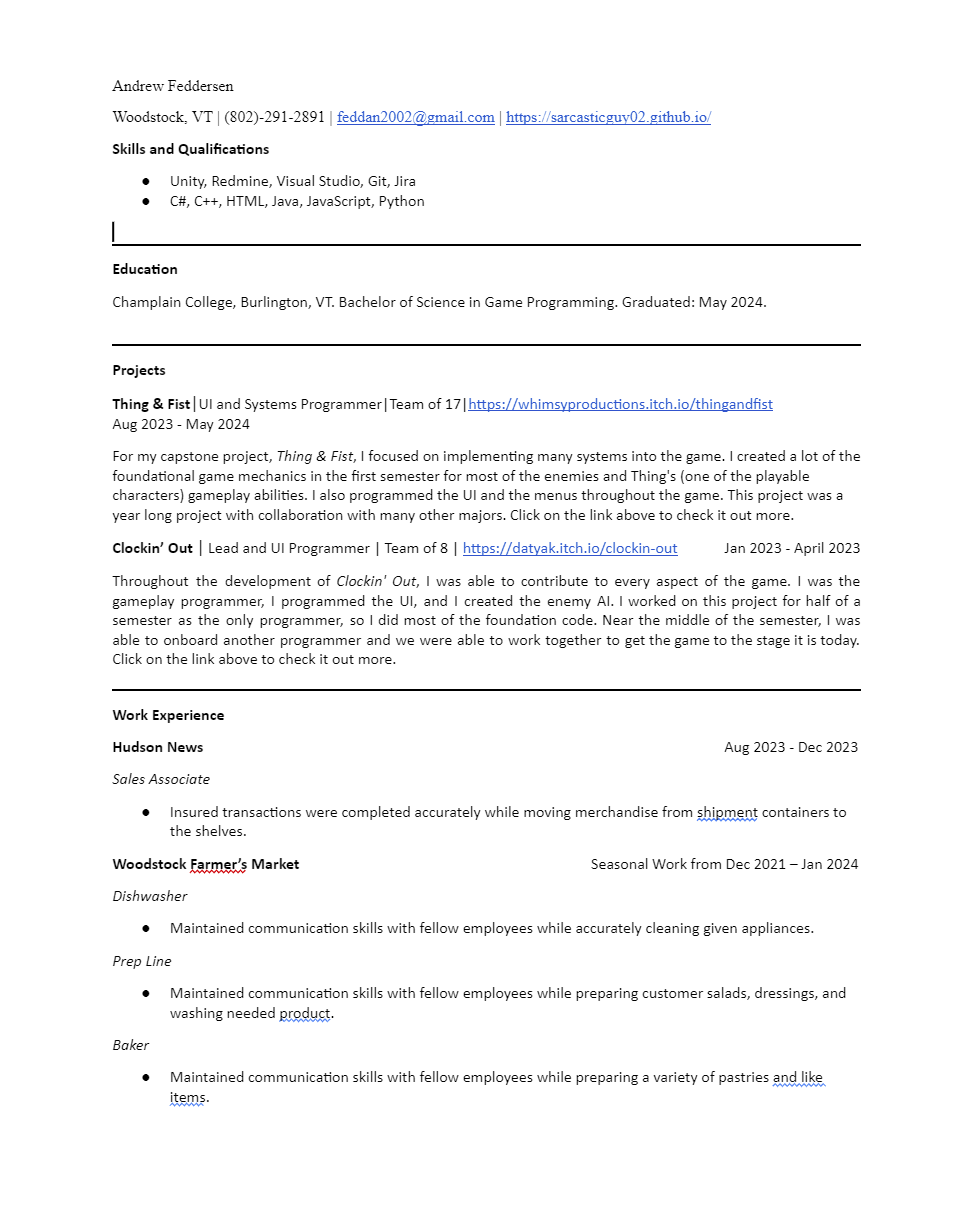 Andrew Feddersen
Woodstock, VT | (802)-291-2891 | feddan2002@gmail.com | https://sarcasticguy02.github.io/
Skills and Qualifications
● Unity, Redmine, Visual Studio, Git, Jira
● C#, C++, HTML, Java, JavaScript, Python
Education
Champlain College, Burlington, VT. Bachelor of Science in Game Programming. Graduated: May 2024.
Projects
Thing & Fist|UI and Systems Programmer|Team of 17|https://whimsyproductions.itch.io/thingandfist
Aug 2023 - May 2024
For my capstone project, Thing & Fist, I focused on implementing many systems into the game. I created a lot of the
foundational game mechanics in the first semester for most of the enemies and Thing's (one of the playable
characters) gameplay abilities. I also programmed the UI and the menus throughout the game. This project was a
year long project with collaboration with many other majors. Click on the link above to check it out more.
Clockin’ Out | Lead and UI Programmer | Team of 8 | https://datyak.itch.io/clockin-out Jan 2023 - April 2023
Throughout the development of Clockin' Out, I was able to contribute to every aspect of the game. I was the
gameplay programmer, I programmed the UI, and I created the enemy AI. I worked on this project for half of a
semester as the only programmer, so I did most of the foundation code. Near the middle of the semester, I was
able to onboard another programmer and we were able to work together to get the game to the stage it is today.
Click on the link above to check it out more.
Work Experience
Hudson News Aug 2023 - Dec 2023
Sales Associate
● Insured transactions were completed accurately while moving merchandise from shipment containers to
the shelves.
Woodstock Farmer’s Market Seasonal Work from Dec 2021 – Jan 2024
Dishwasher
● Maintained communication skills with fellow employees while accurately cleaning given appliances.
Prep Line
● Maintained communication skills with fellow employees while preparing customer salads, dressings, and
washing needed product.
Baker
● Maintained communication skills with fellow employees while preparing a variety of pastries and like
items.